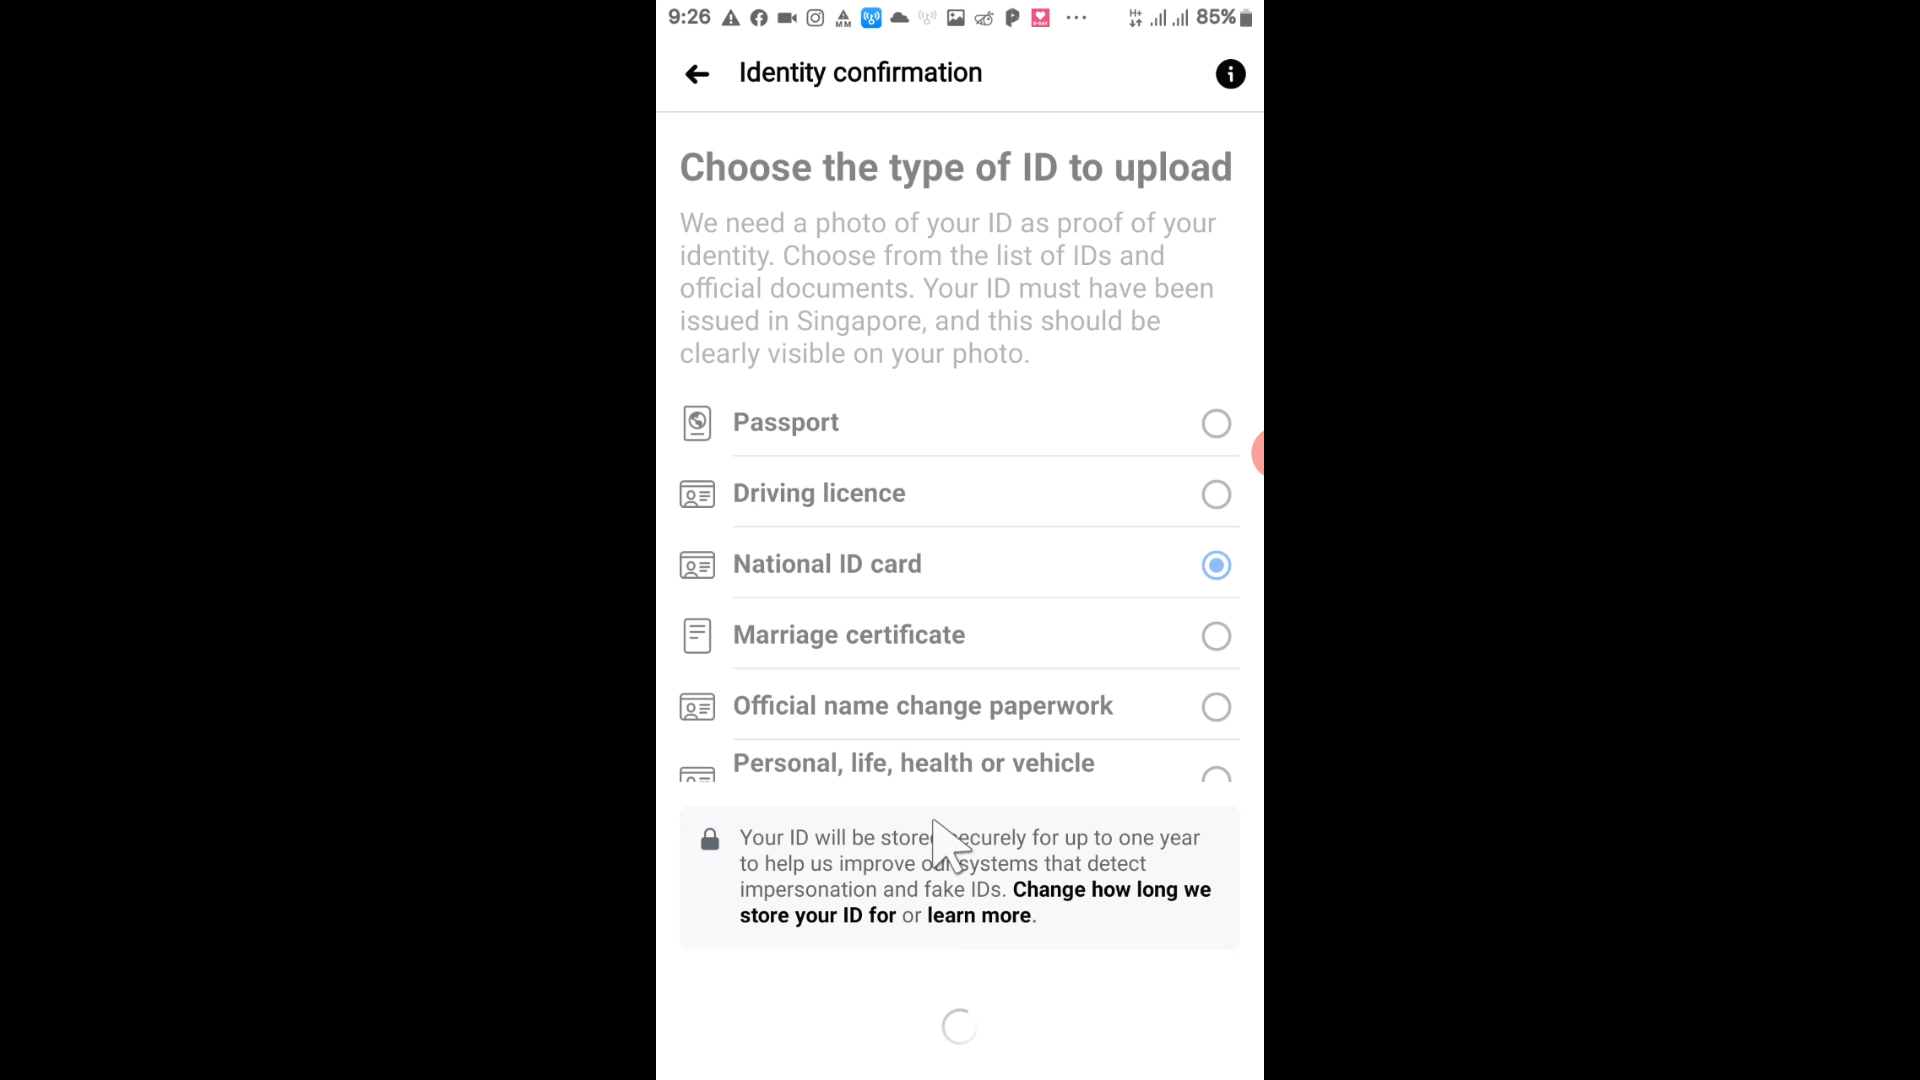 9:26
85%
Identity confirmation
Choose the type of ID to upload
We need a photo of your ID as proof of your
identity. Choose from the list of IDs and
official documents. Your ID must have been
issued in Singapore, and this should be
clearly visible on your photo.
Passport
Driving licence
National ID card
Marriage certificate
Official name change paperwork
Personal, life, health or vehicle
Your ID will be stored securely for up to one year
to help us improve our systems that detect
impersonation and fake IDs. Change how long we
store your ID for or learn more.